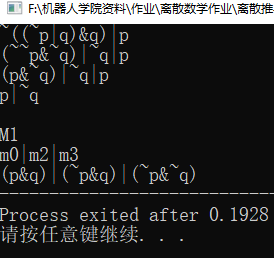 F:\机器人学院资料\作业\离散数学作业\离散推
~((~p|q)&q)|p
(~~p&~q)|~q|p
(p&~q)|~q|p
p|~q
M1
m0|m2|m3
(p&q)|(~p&q)|(~p&~q)
--------------------------------
Process exited after 0.1928
请按任意键继续. . .